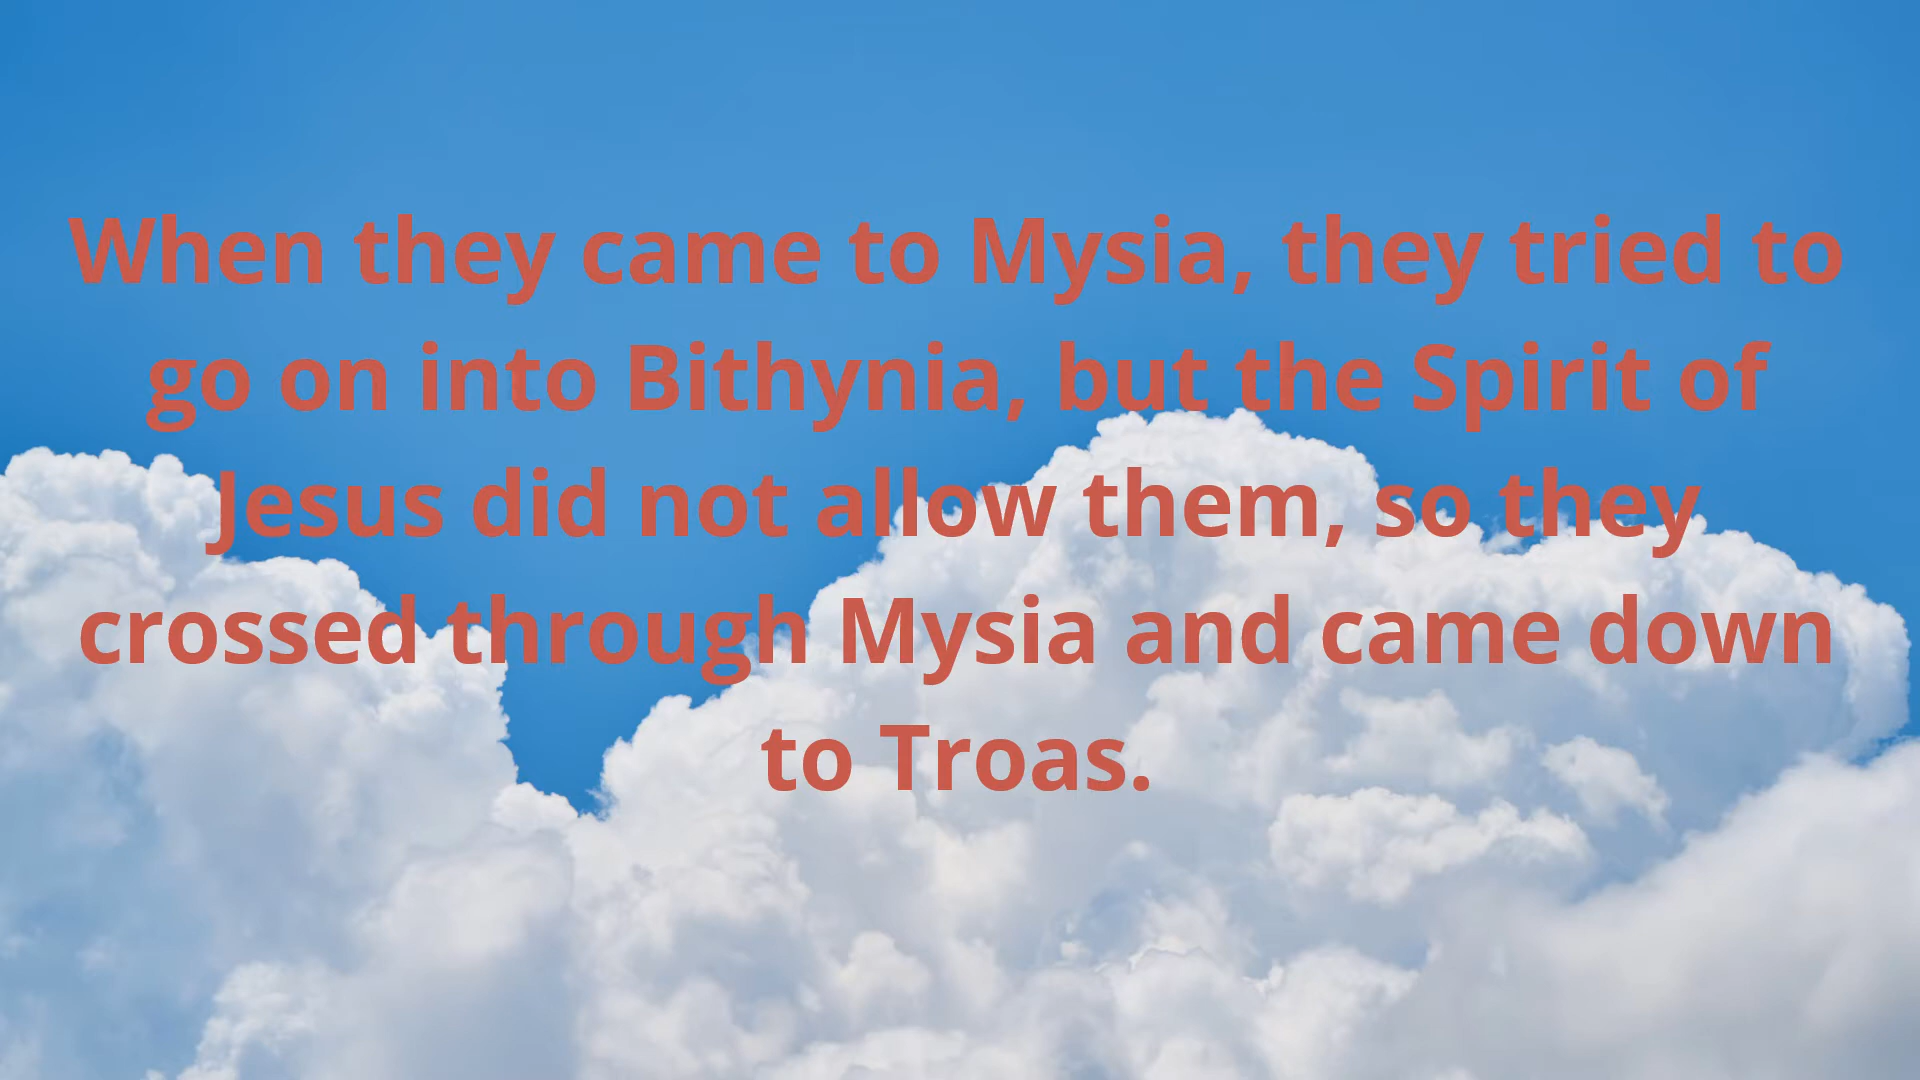 When they came to Mysia, they tried to
go on into Bithynia, but the Spirit of
Jesus did not allow them, so they
crossed through Mysia and came down
to Troas.